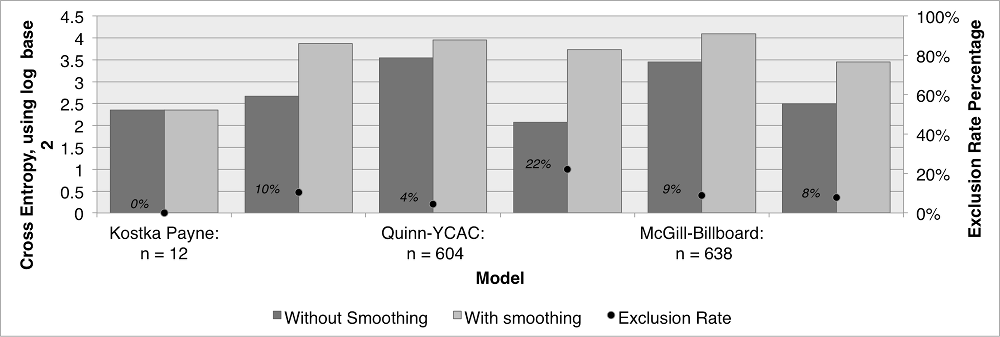 4.5
4
3.5
3
2.5
2
1.5
1
0.5
0
Cross Entropy, using log base
2
100%
80%
60%
40%
20%
0%
Exclusion Rate Percentage
0%
10%
4%
22%
9%
8%
Kostka Payne:
n = 12
Quinn-YCAC:
n = 604
McGill-Billboard:
n = 638
Model
Without Smoothing
With smoothing
Exclusion Rate